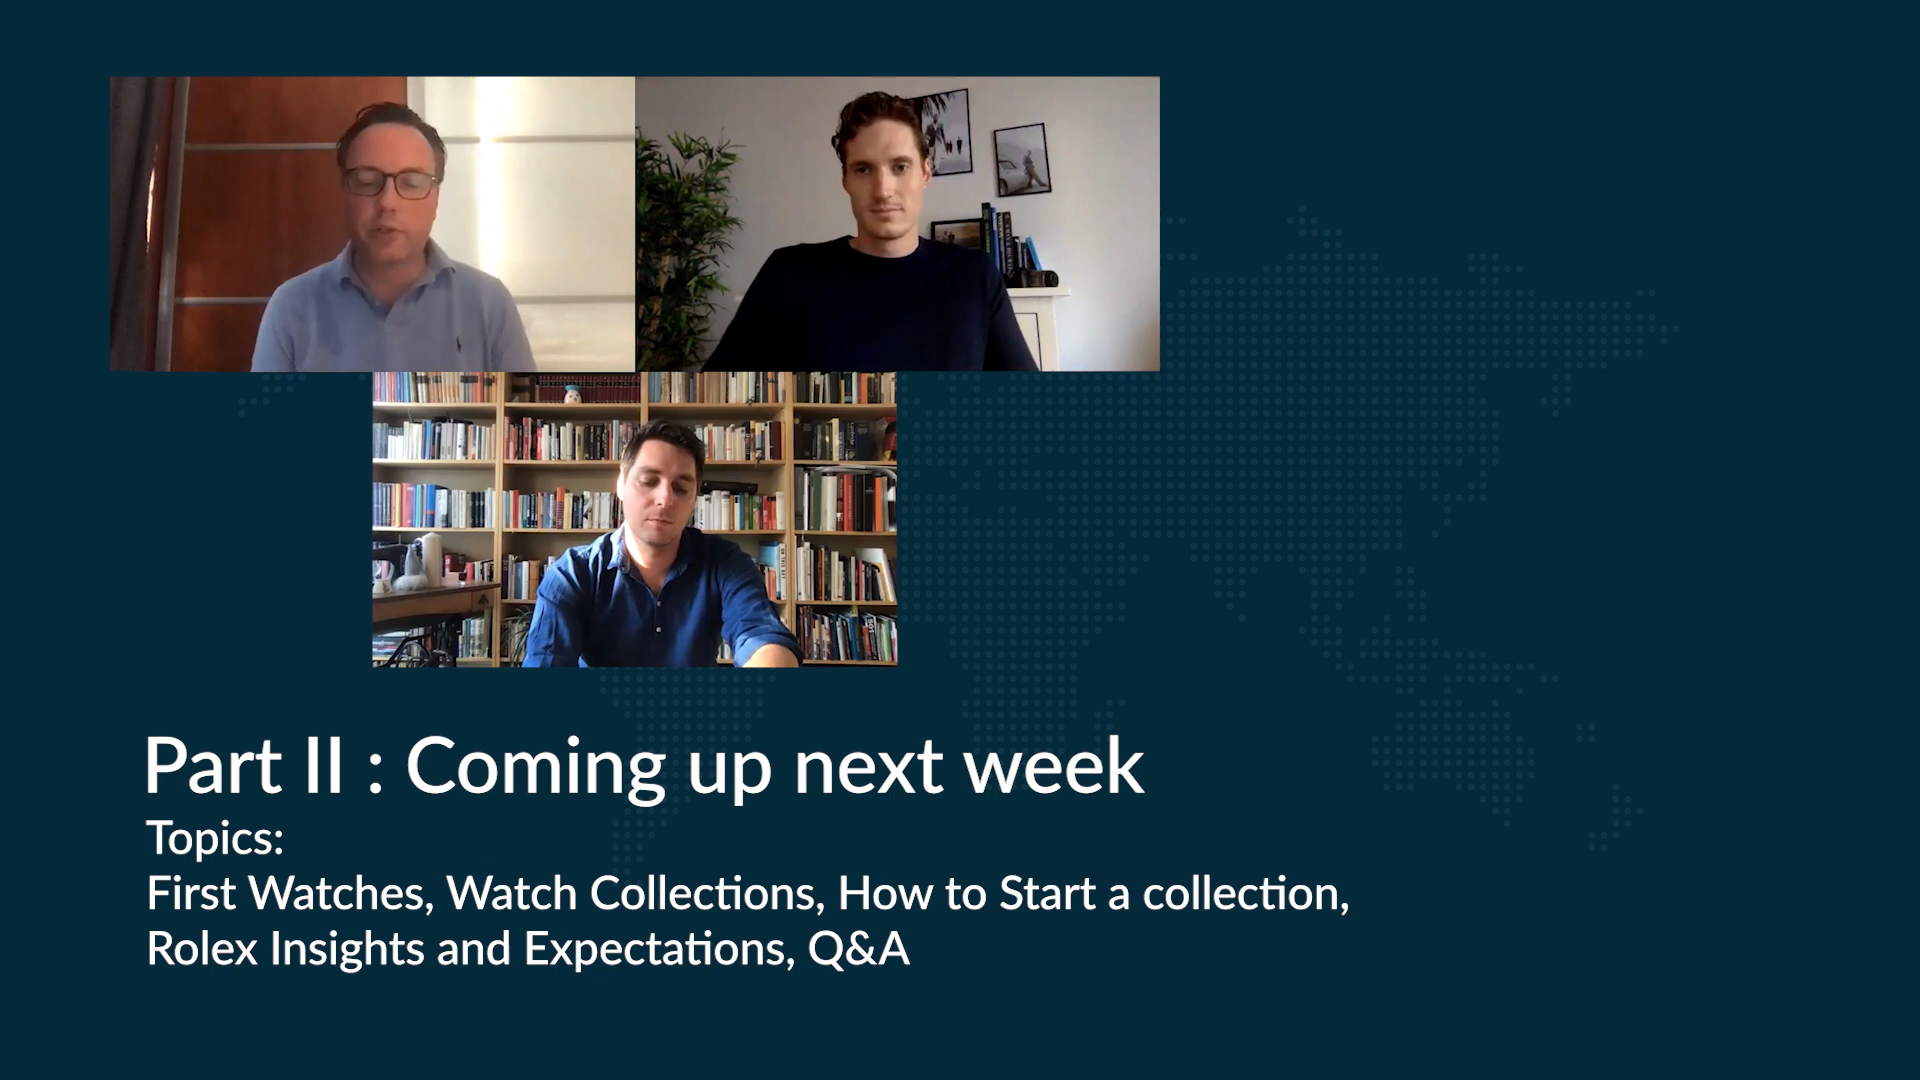 Part II : Coming up next week
Topics:
First Watches, Watch Collections, How to Start a collection,
Rolex Insights and Expectations, Q&A